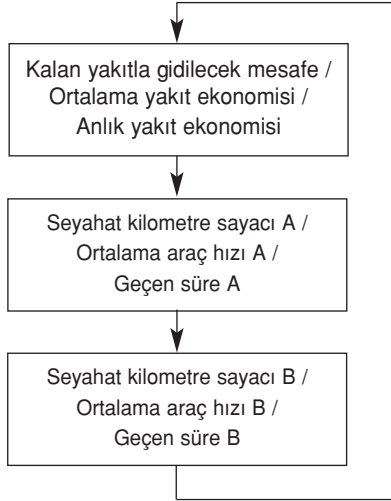 Kalan yakıtla gidilecek mesafe /
Ortalama yakıt ekonomisi /
Anlık yakıt ekonomisi
Seyahat kilometre sayacı A /
Ortalama araç hızı A /
Geçen süre A
Seyahat kilometre sayacı B /
Ortalama araç hızı B /
Geçen süre B